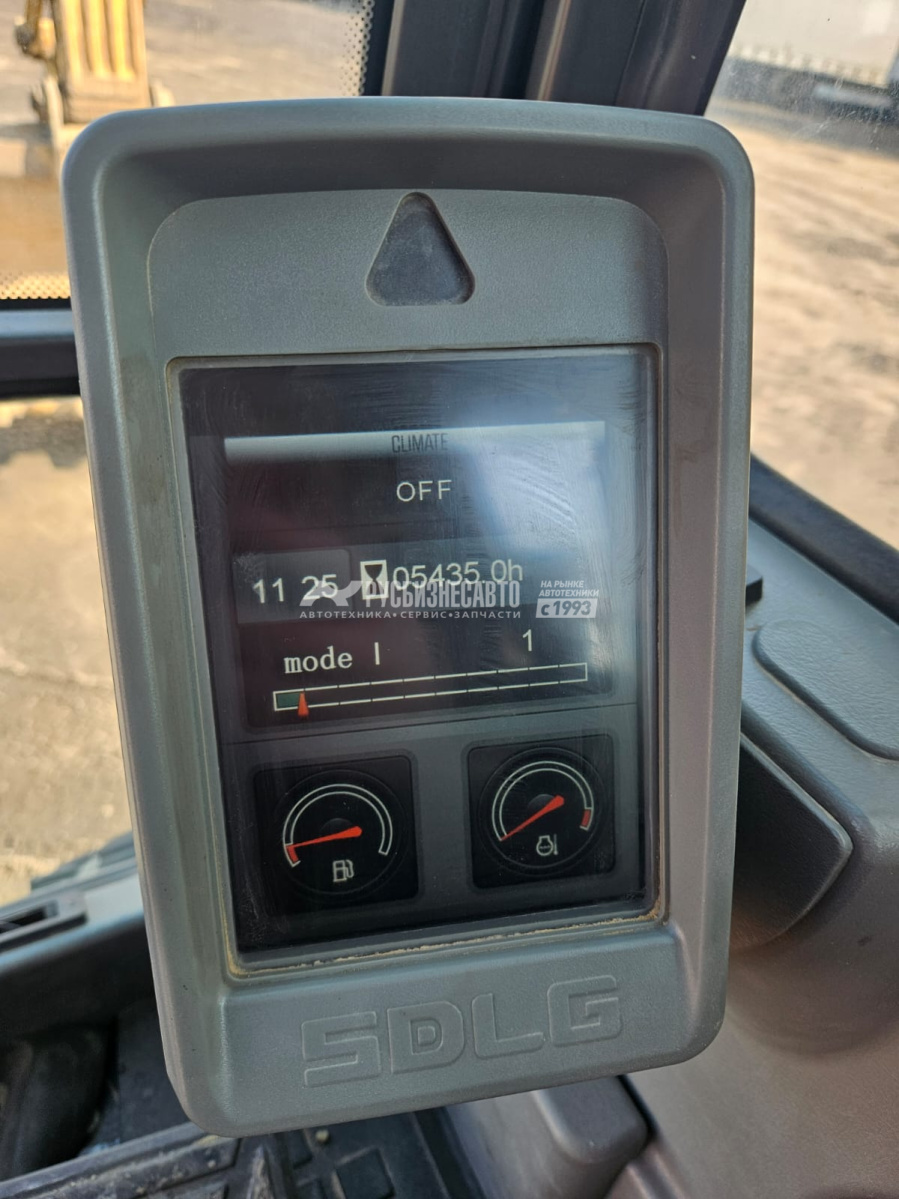 CLIMATE
OFF
11 25 05435.0h
РУСБИЗНЕСАВТО
АВТОТЕХНИКА•СЕРВИС•ЗАПЧАСТИ
НА РЫНКЕ
АВТОТЕХНИКИ
с 1993
mode I 1
SDLG